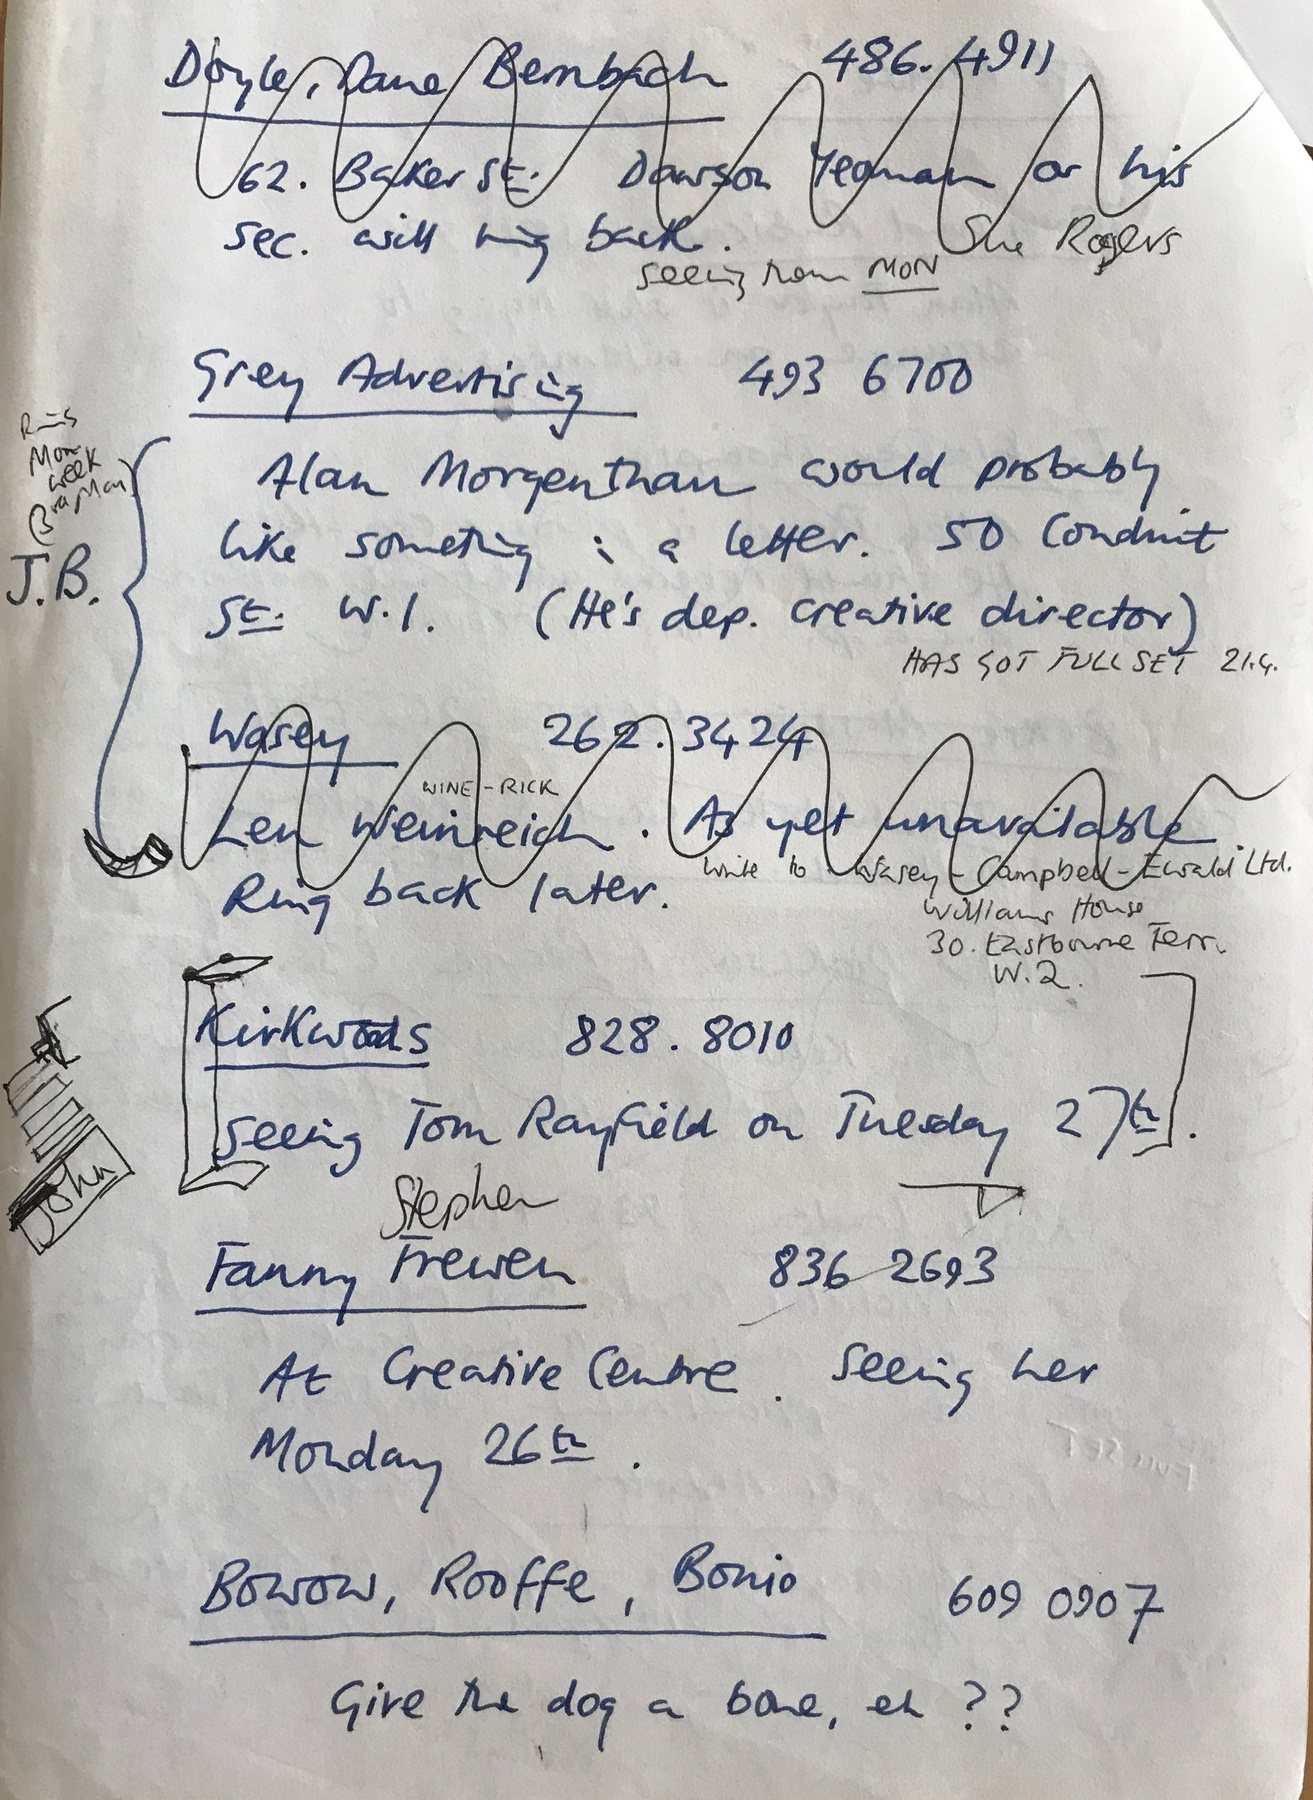 Doyle, Dane Bernbach 486.4911
62. Baker St. Dawson Yeoman or his
sec. will ring back. Sue Rogers
seeing them MON
Grey Advertising 493 6700
Alan Morgenthau would probably
like something in a letter. 50 Conduit
St. W.1. (He's dep. creative director)
HAS GOT FULL SET 21.4.
Mon
week
J.B.
Wasey 262.3424
WINE-RICK
Len Weinreich. As yet unavailable.
write to Wasey-Campbell-Ewald Ltd.
Ring back later.
Williams House
30. Eastbourne Terr.
W.2.
Kirkwoods 828.8010
Seeing Tom Rayfield on Tuesday 27th.
John
Stephen
Fanny Frewen 836 2693
At Creative Centre. Seeing her
Monday 26th.
Bowow, Rooffe, Bonio 609 0907
Give the dog a bone, eh ??